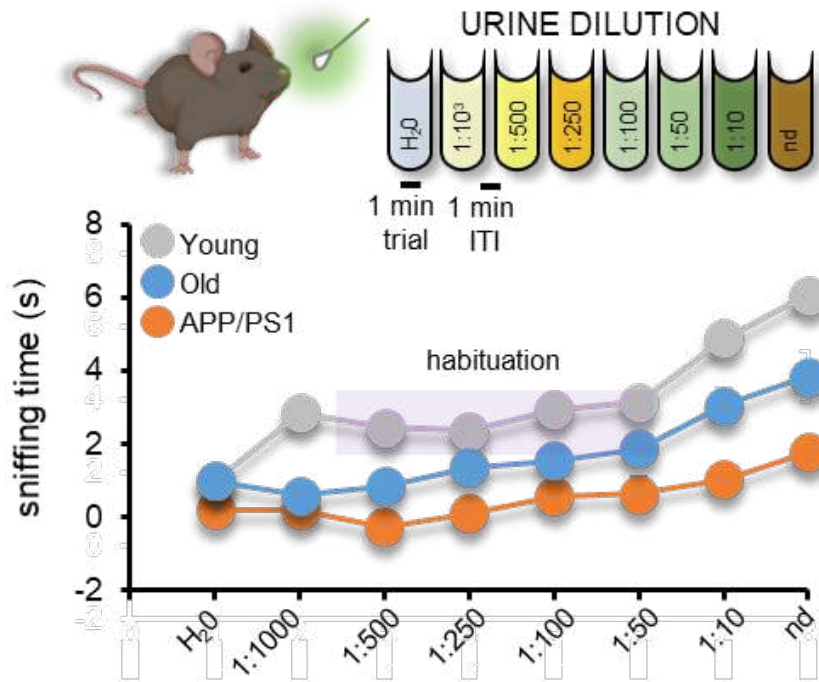 URINE DILUTION
H₂0
1:10³
1:500
1:250
1:100
1:50
1:10
nd
1 min
trial
1 min
ITI
sniffing time (s)
8
6
4
2
0
-2
Young
Old
APP/PS1
habituation
H₂0
1:1000
1:500
1:250
1:100
1:50
1:10
nd